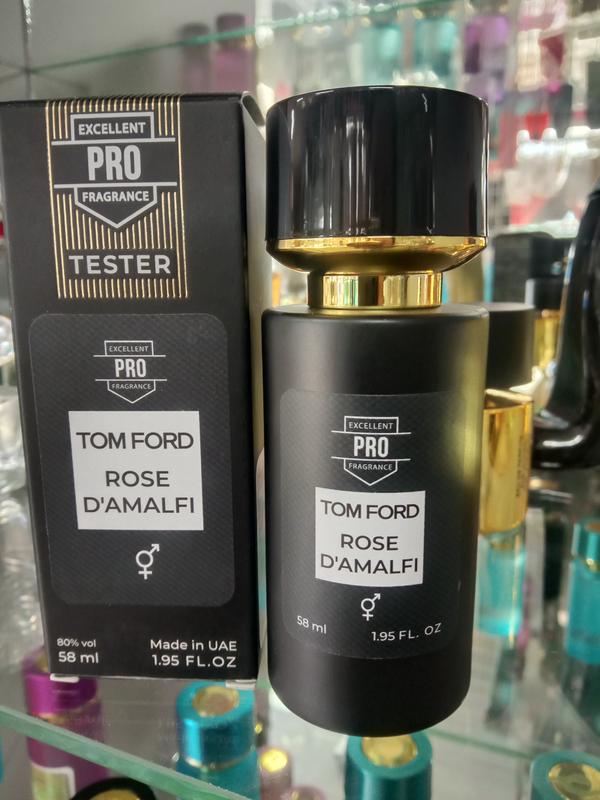 EXCELLENT
PRO
FRAGRANCE
TESTER
EXCELLENT
PRO
FRAGRANCE
TOM FORD
ROSE
D'AMALFI
80% vol
58 ml
Made in UAE
1.95 FL.OZ
EXCELLENT
PRO
FRAGRANCE
TOM FORD
ROSE
D'AMALFI
58 ml
1.95 FL. OZ